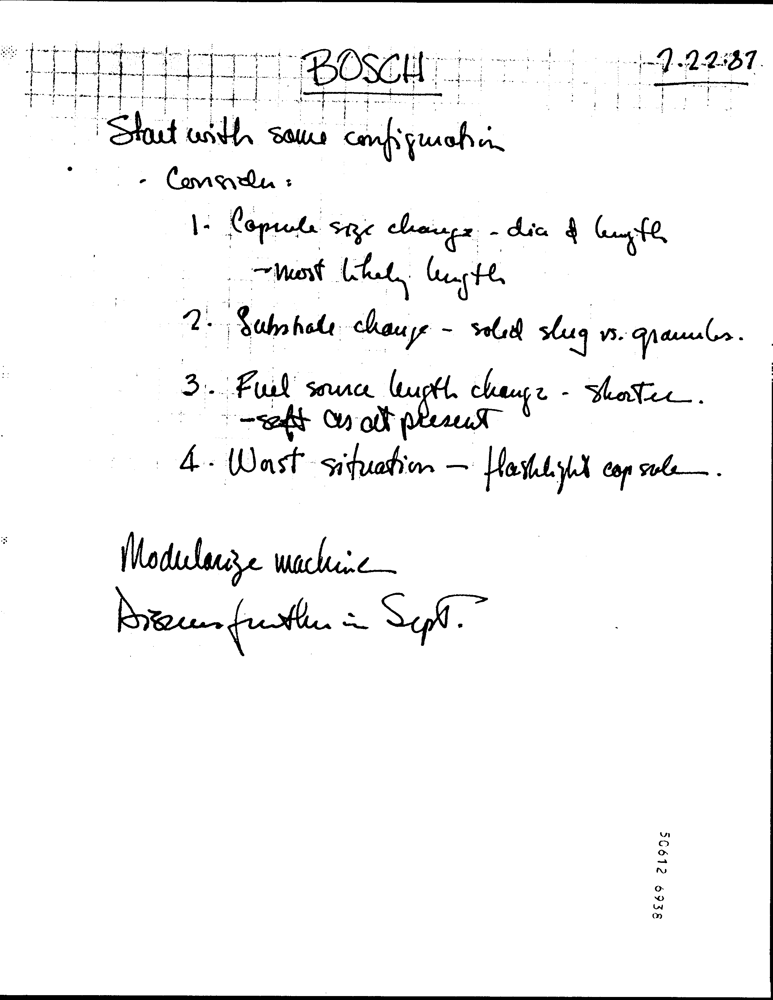 BOSCH
7.22.87
Start with same configuration
- Consider:
1. Capsule size change - dia & length
- most likely length
2. Substrate change - solid slug vs. granules.
3. Fuel source length change - shorter.
- soft as at present
4. Worst situation - flashlight capsule.
Modularize machine
Discuss further in Sept.
50612 6938